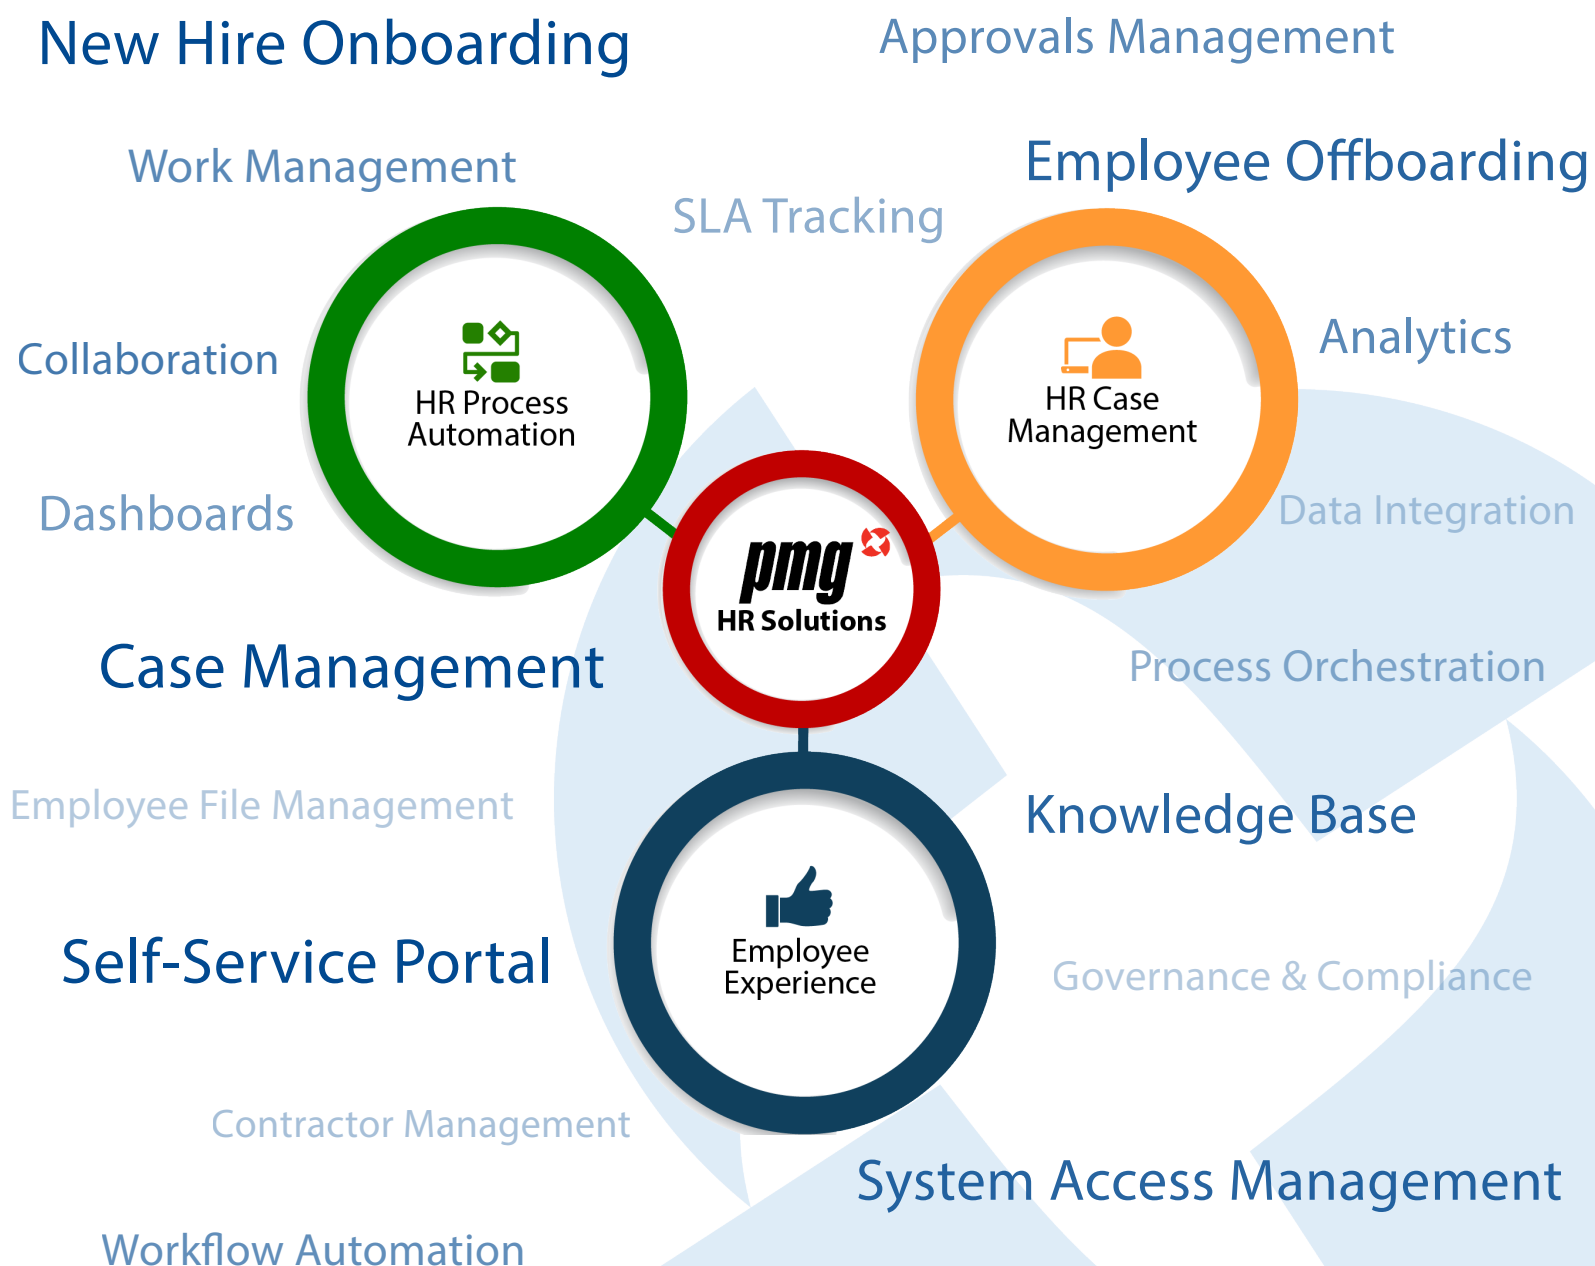 New Hire Onboarding
Approvals Management
Work Management
Employee Offboarding
SLA Tracking
Collaboration
Analytics
HR Process
Automation
HR Case
Management
Dashboards
Data Integration
pmg
HR Solutions
Case Management
Process Orchestration
Employee File Management
Knowledge Base
Self-Service Portal
Employee
Experience
Governance & Compliance
Contractor Management
System Access Management
Workflow Automation